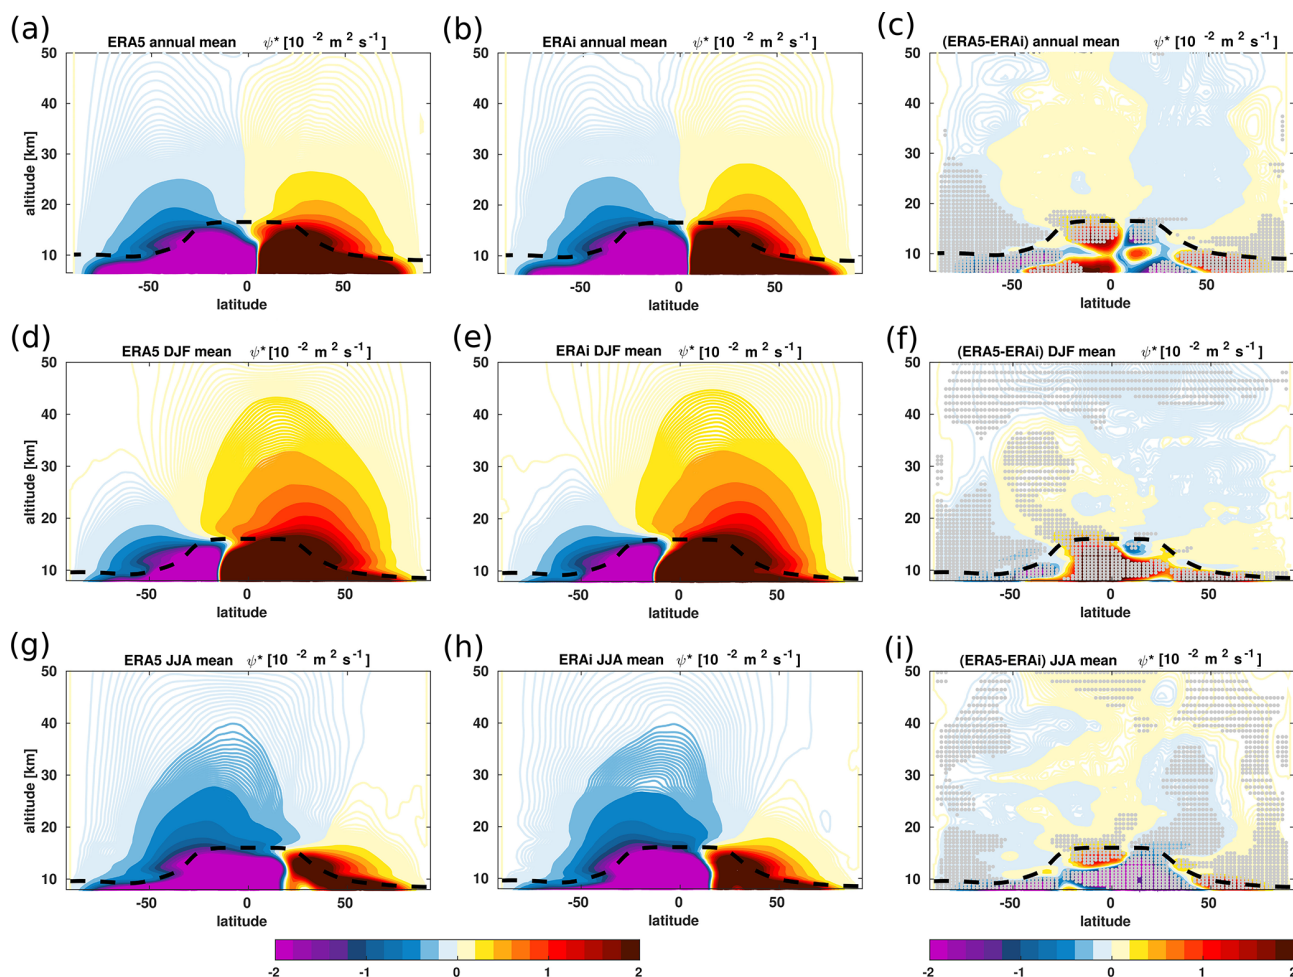 (a)
ERA5 annual mean ψ* [10 -2 m 2 s -1]
(b)
ERAi annual mean ψ* [10 -2 m 2 s -1]
(c)
(ERA5-ERAi) annual mean ψ* [10 -2 m 2 s -1]
50
40
30
20
10
altitude [km]
-50 0 50
latitude
50
40
30
20
10
-50 0 50
latitude
50
40
30
20
10
-50 0 50
latitude
(d)
ERA5 DJF mean ψ* [10 -2 m 2 s -1]
(e)
ERAi DJF mean ψ* [10 -2 m 2 s -1]
(f)
(ERA5-ERAi) DJF mean ψ* [10 -2 m 2 s -1]
50
40
30
20
10
altitude [km]
-50 0 50
latitude
50
40
30
20
10
-50 0 50
latitude
50
40
30
20
10
-50 0 50
latitude
(g)
ERA5 JJA mean ψ* [10 -2 m 2 s -1]
(h)
ERAi JJA mean ψ* [10 -2 m 2 s -1]
(i)
(ERA5-ERAi) JJA mean ψ* [10 -2 m 2 s -1]
50
40
30
20
10
altitude [km]
-50 0 50
latitude
50
40
30
20
10
-50 0 50
latitude
50
40
30
20
10
-50 0 50
latitude
-2 -1 0 1 2
-2 -1 0 1 2